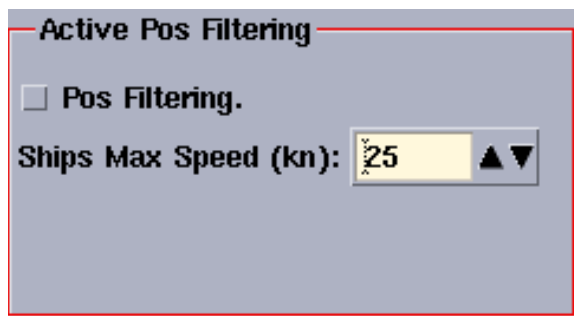 Active Pos Filtering
Pos Filtering.
Ships Max Speed (kn): 25